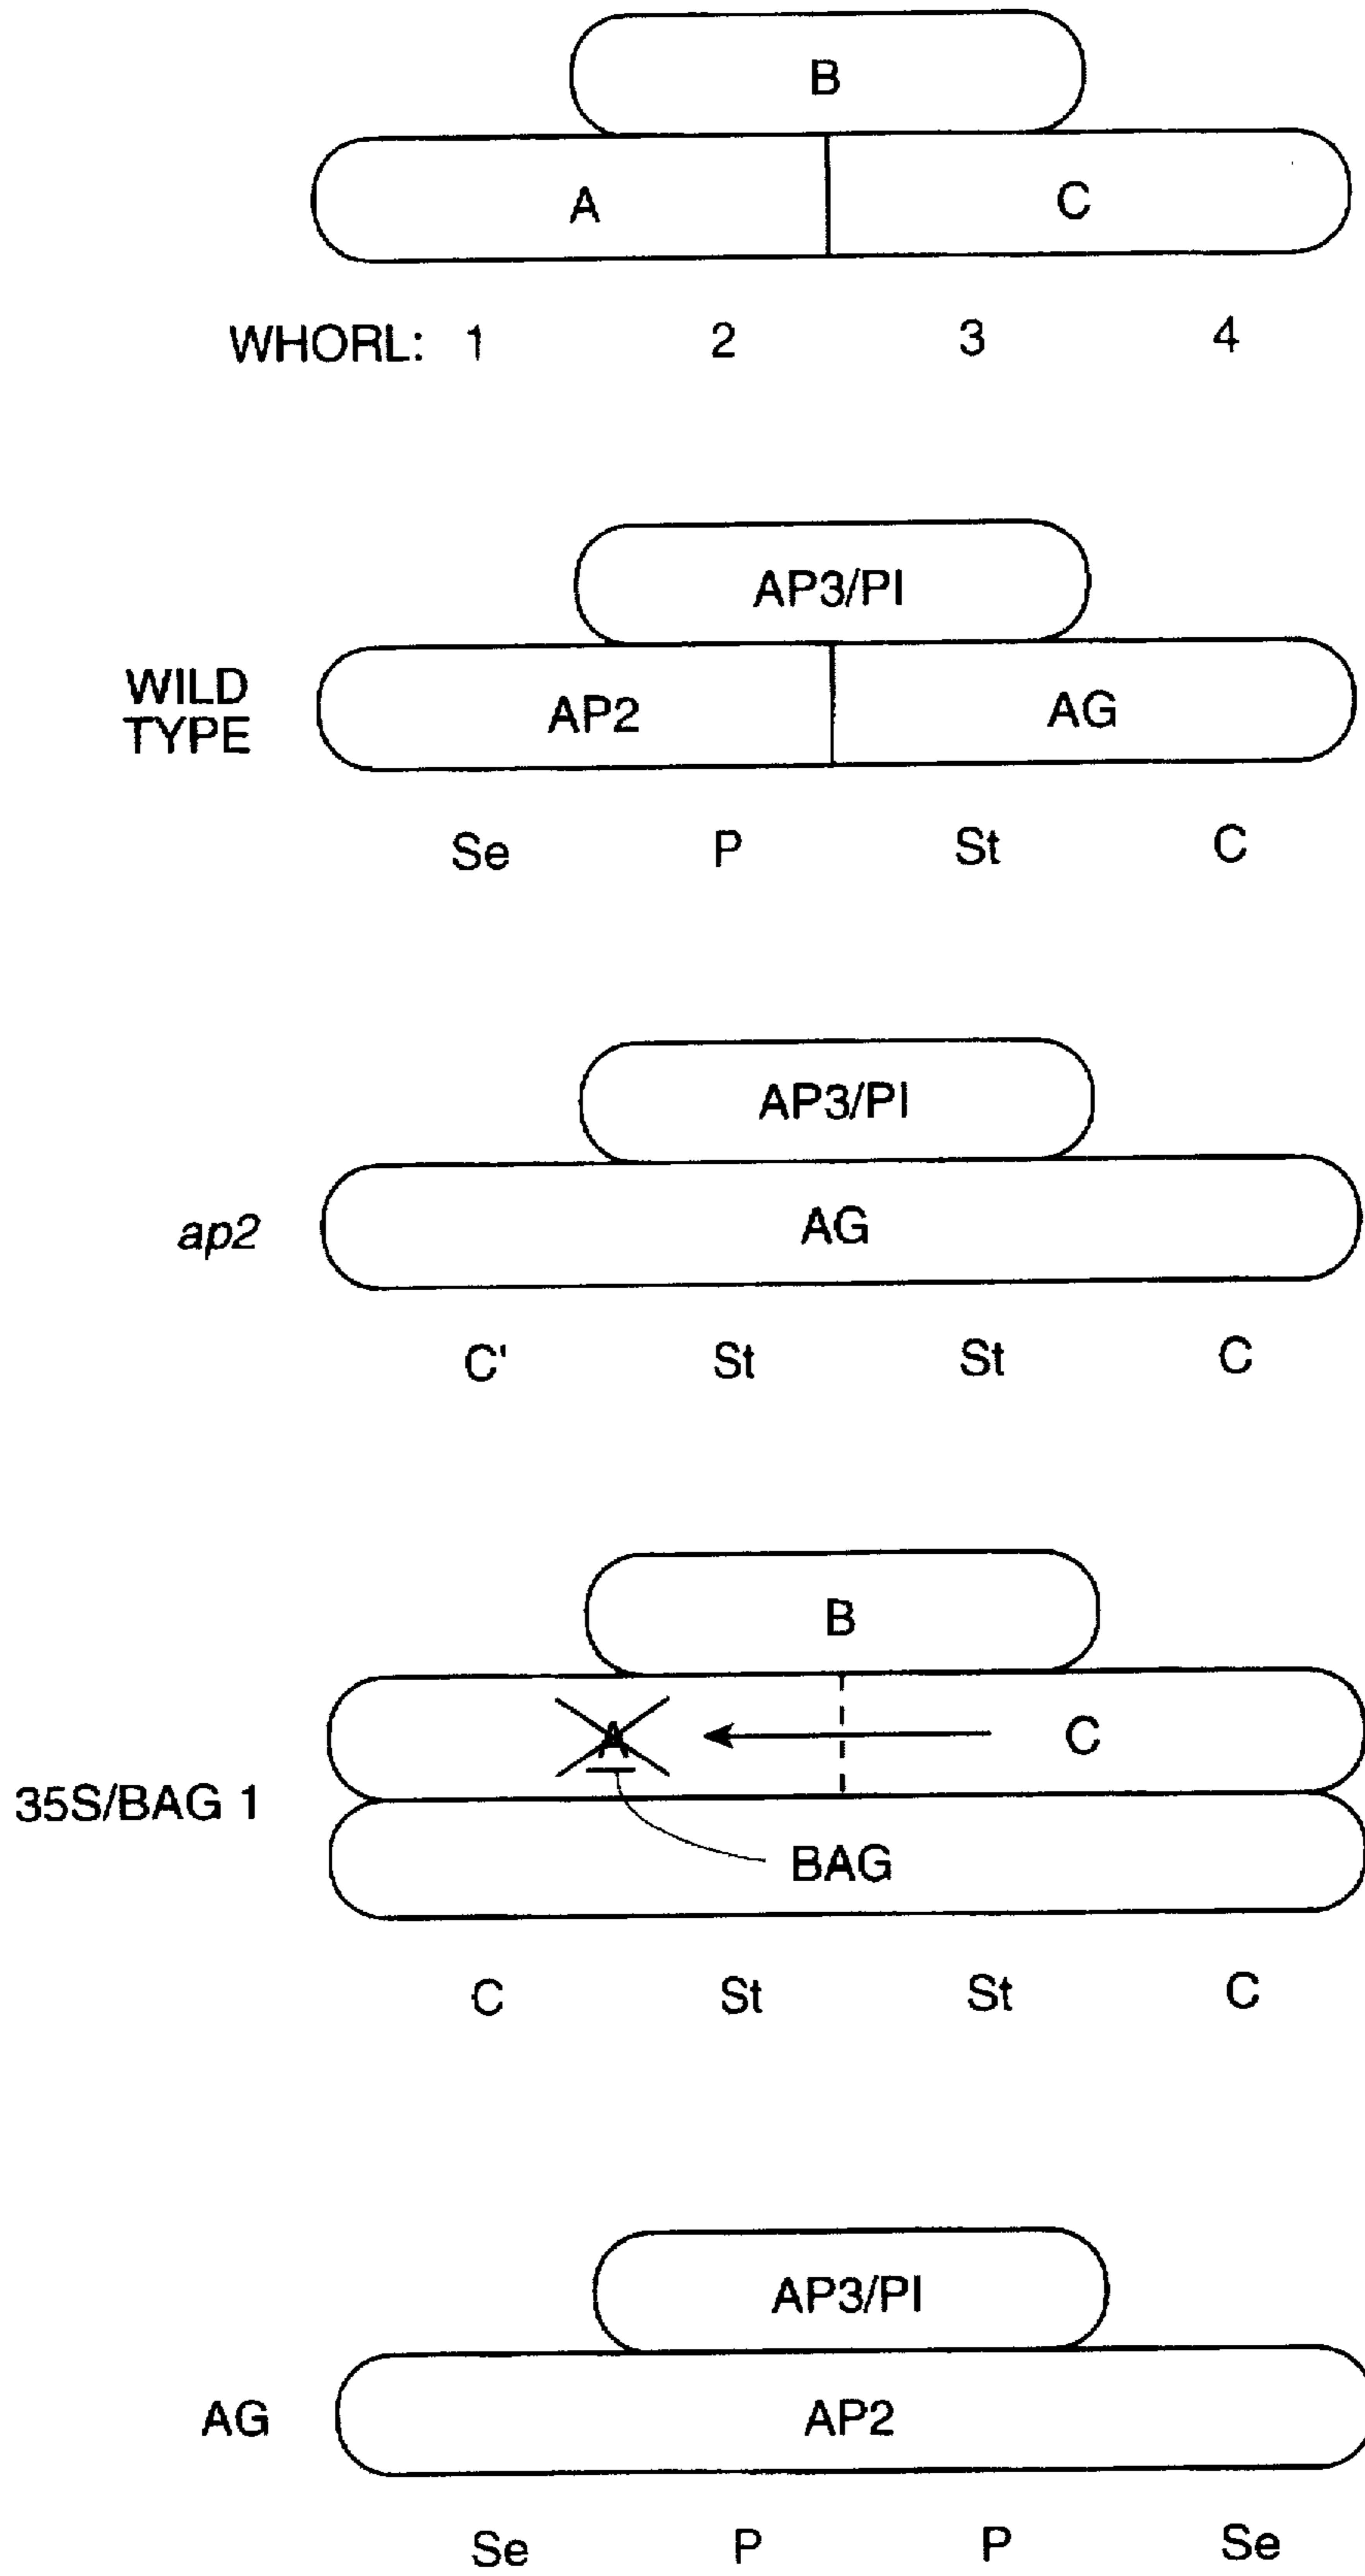 B
A C
WHORL: 1 2 3 4
AP3/PI
WILD
TYPE
AP2 AG
Se P St C
AP3/PI
ap2 AG
C' St St C
B
A C
35S/BAG 1
BAG
C St St C
AP3/PI
AG AP2
Se P P Se